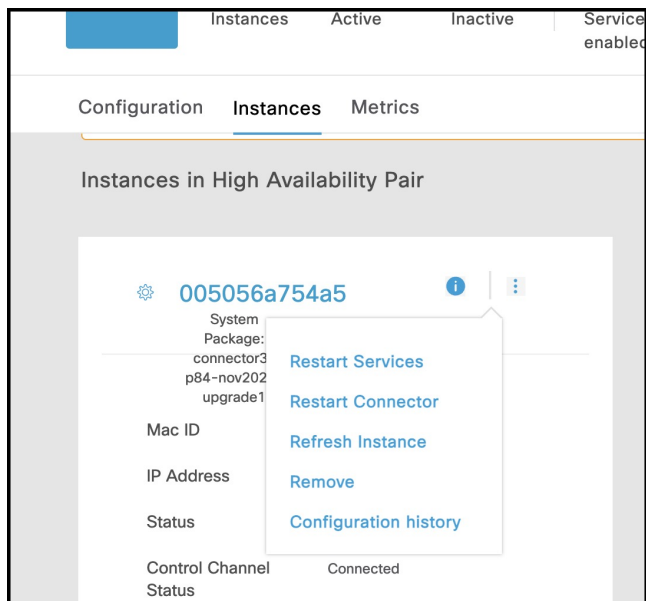 Instances Active Inactive Service
enabled
Configuration Instances Metrics
Instances in High Availability Pair
005056a754a5
System
Package:
connector3
p84-nov202
upgrade1
Restart Services
Restart Connector
Refresh Instance
Remove
Configuration history
Mac ID
IP Address
Status
Control Channel Connected
Status